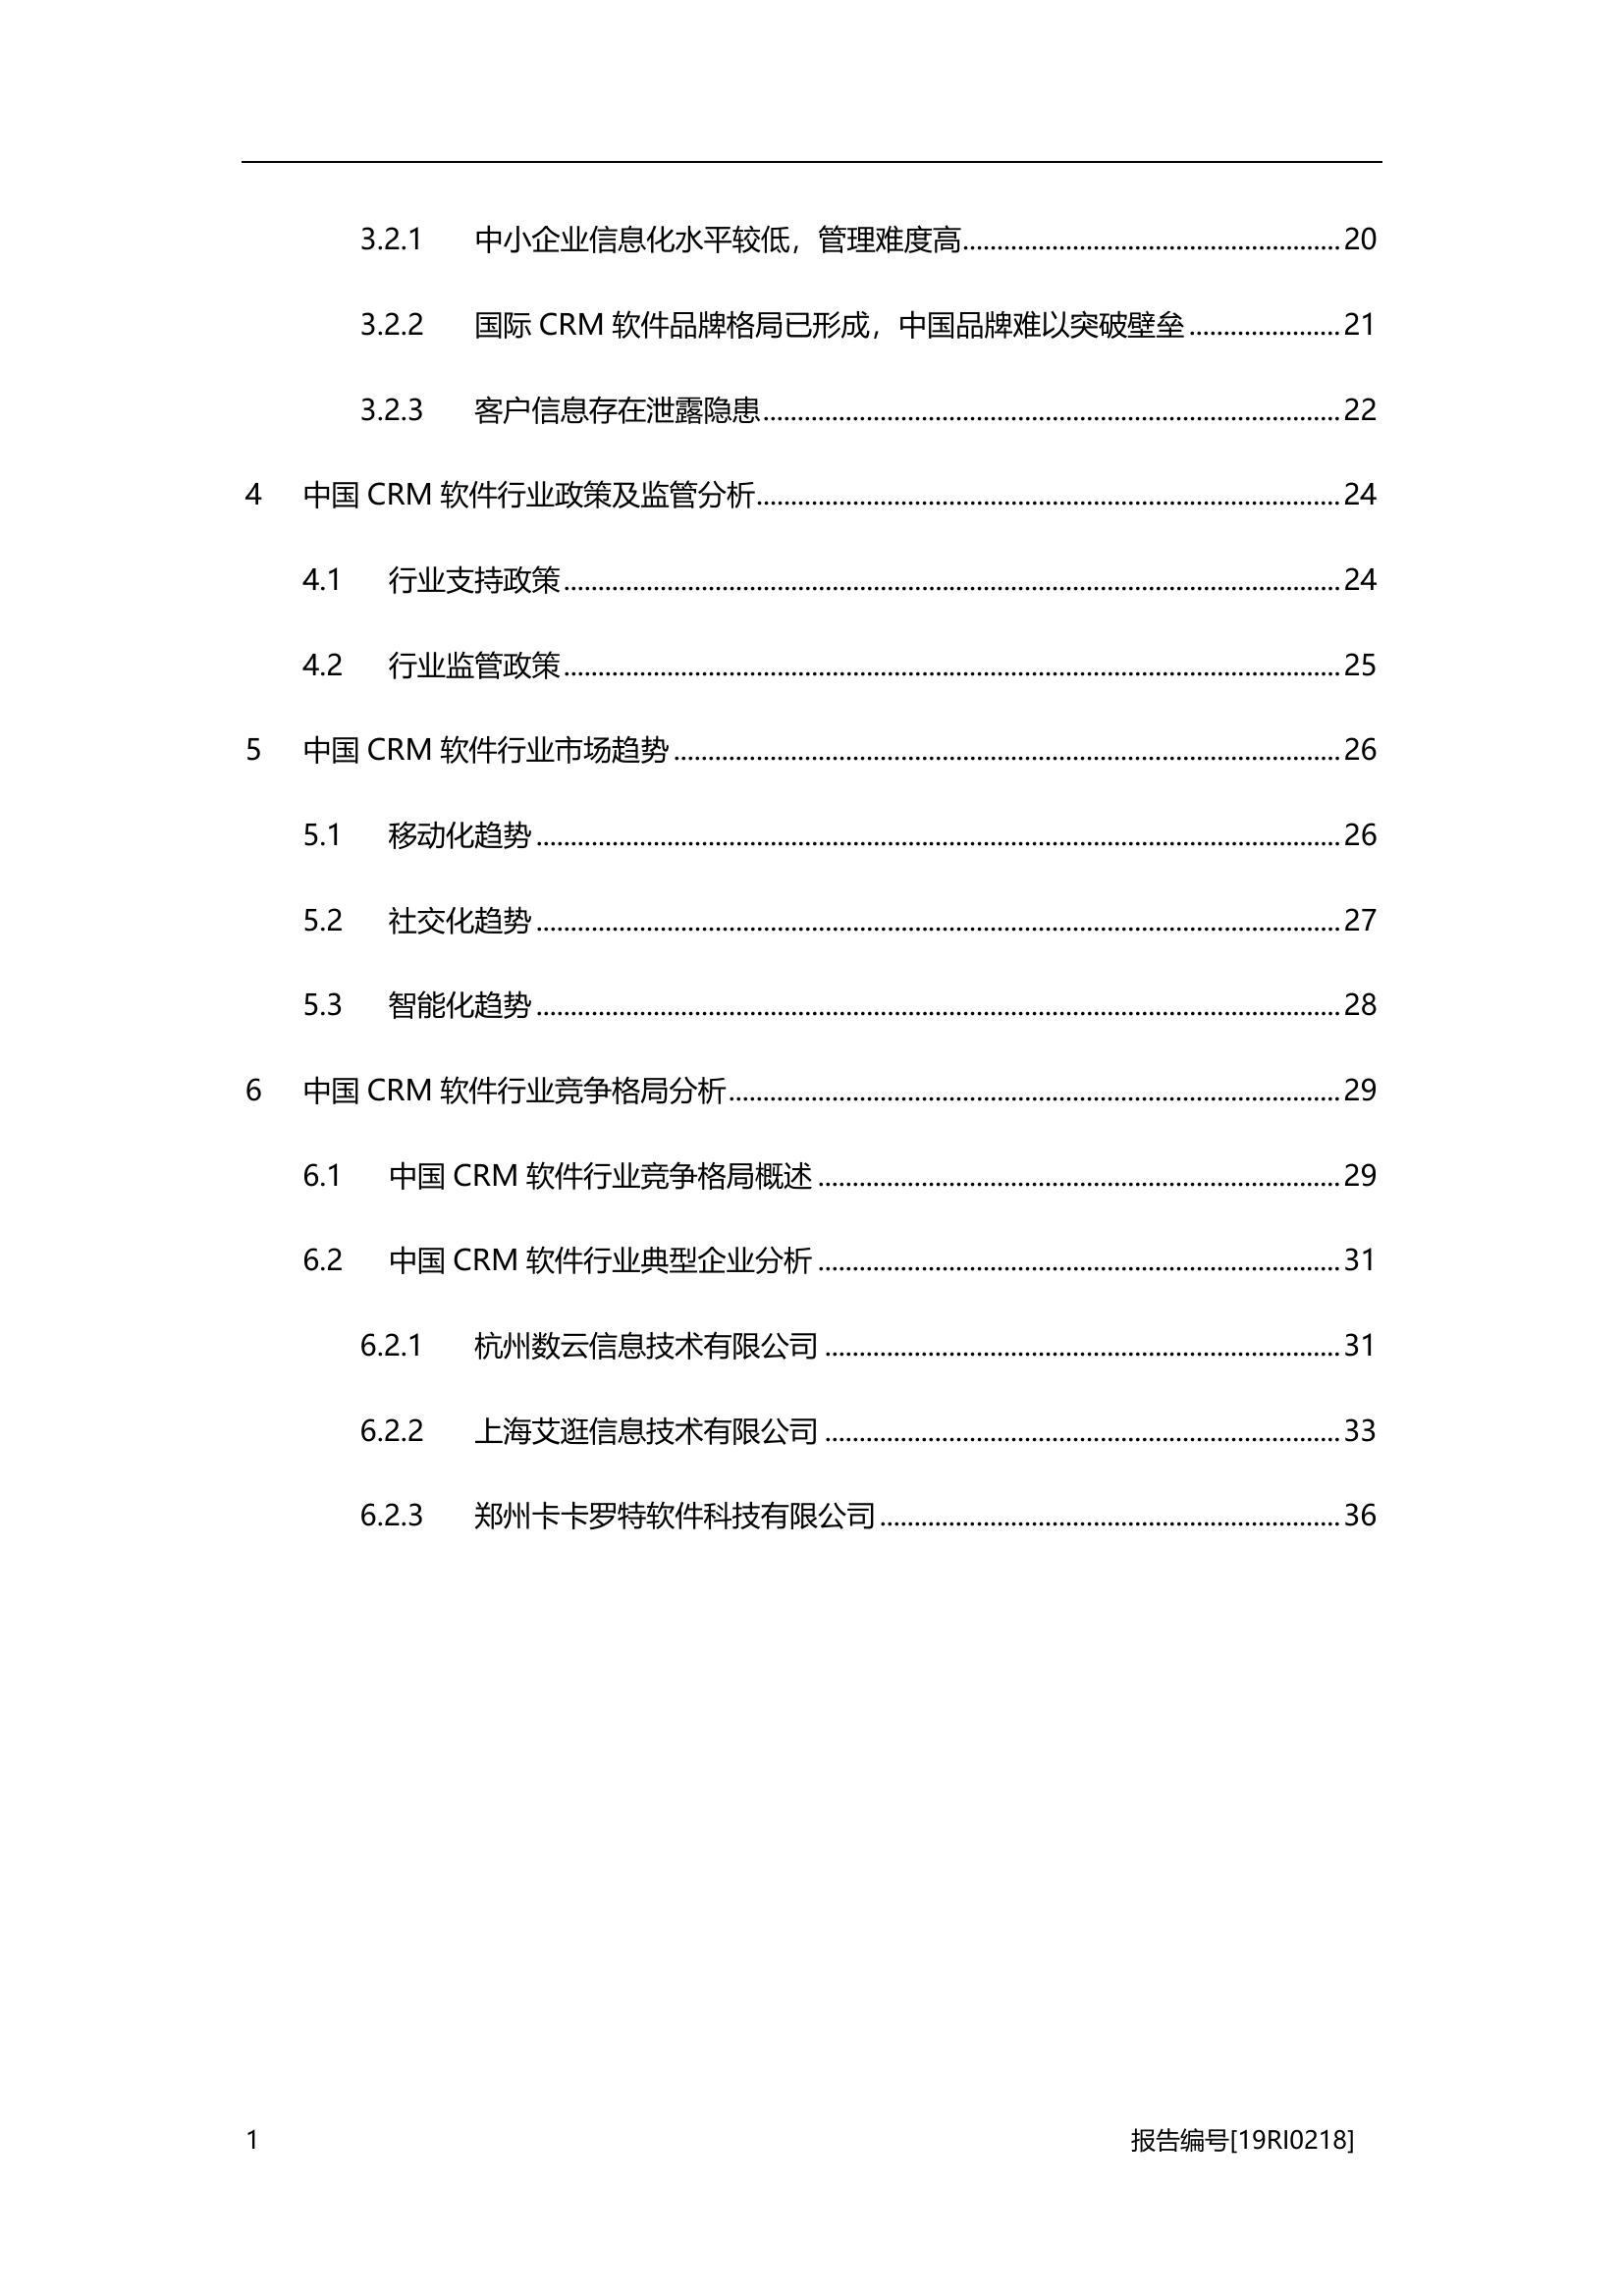 3.2.1 中小企业信息化水平较低，管理难度高........................................................20
3.2.2 国际 CRM 软件品牌格局已形成，中国品牌难以突破壁垒......................21
3.2.3 客户信息存在泄露隐患....................................................................................22
4 中国 CRM 软件行业政策及监管分析.....................................................................................24
4.1 行业支持政策.................................................................................................................24
4.2 行业监管政策.................................................................................................................25
5 中国 CRM 软件行业市场趋势.................................................................................................26
5.1 移动化趋势.....................................................................................................................26
5.2 社交化趋势.....................................................................................................................27
5.3 智能化趋势.....................................................................................................................28
6 中国 CRM 软件行业竞争格局分析.........................................................................................29
6.1 中国 CRM 软件行业竞争格局概述............................................................................29
6.2 中国 CRM 软件行业典型企业分析............................................................................31
6.2.1 杭州数云信息技术有限公司...........................................................................31
6.2.2 上海艾逛信息技术有限公司...........................................................................33
6.2.3 郑州卡卡罗特软件科技有限公司...................................................................36
1 报告编号[19RI0218]